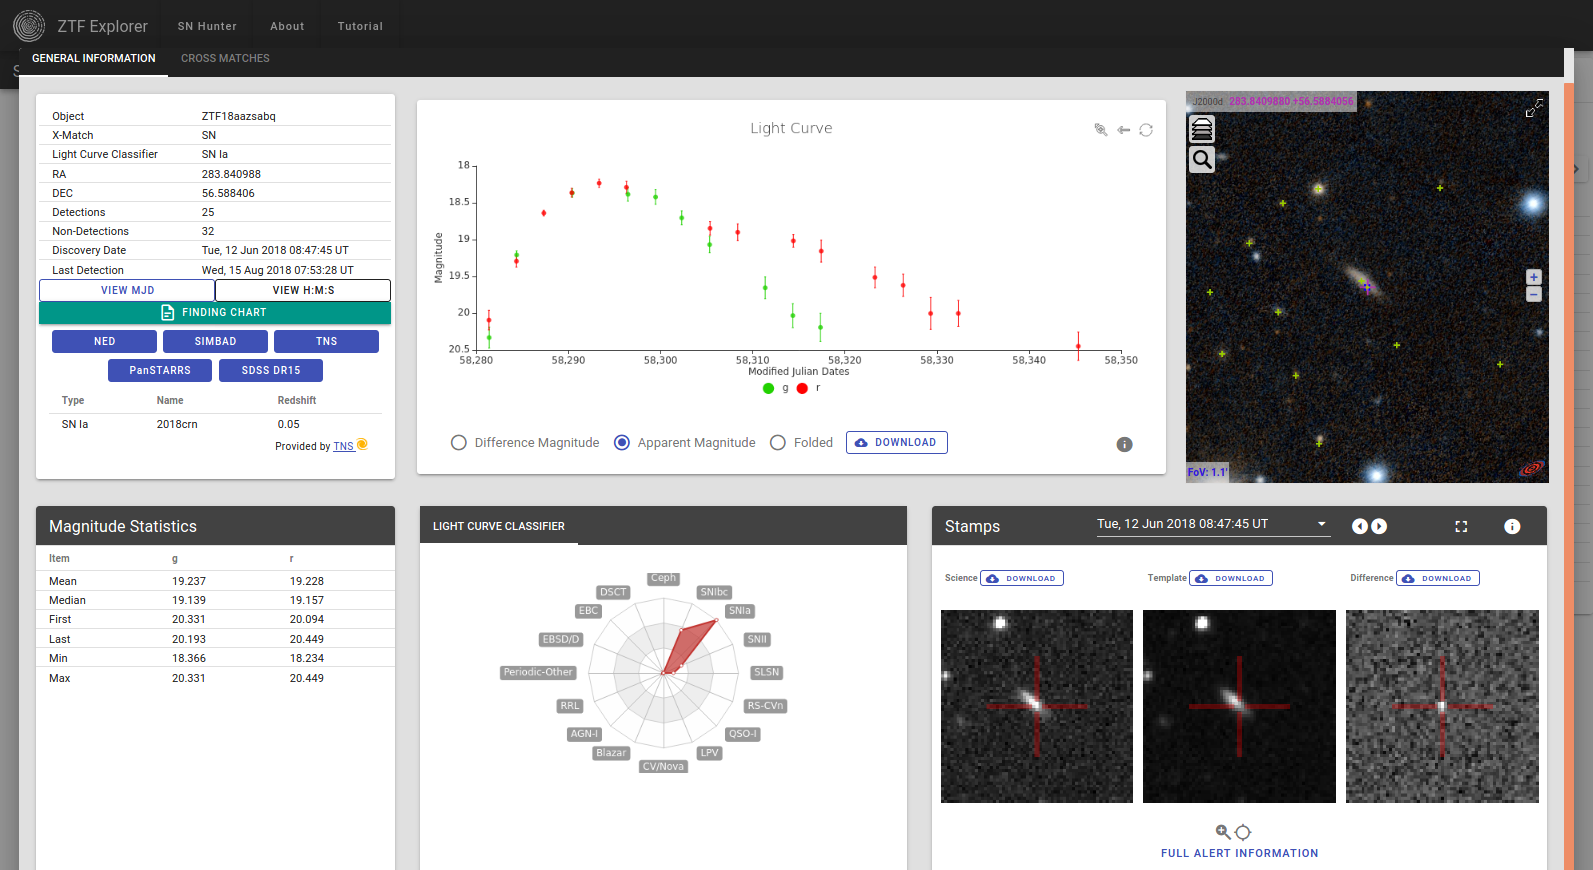 ZTF Explorer SN Hunter About Tutorial
GENERAL INFORMATION CROSS MATCHES
Object ZTF18aazsabq
X-Match SN
Light Curve Classifier SN Ia
RA 283.840988
DEC 56.588406
Detections 25
Non-Detections 32
Discovery Date Tue, 12 Jun 2018 08:47:45 UT
Last Detection Wed, 15 Aug 2018 07:53:28 UT
VIEW MJD VIEW H:M:S
FINDING CHART
NED SIMBAD TNS
PanSTARRS SDSS DR15
Type Name Redshift
SN Ia 2018crn 0.05
Provided by TNS
Light Curve
18
18.5
19
19.5
20
20.5
Magnitude
58,280 58,290 58,300 58,310 58,320 58,330 58,340 58,350
Modified Julian Dates
g r
Difference Magnitude Apparent Magnitude Folded DOWNLOAD
J2000d 283.8409880 +56.5884056
+
−
FoV: 1.1'
Magnitude Statistics
Item g r
Mean 19.237 19.228
Median 19.139 19.157
First 20.331 20.094
Last 20.193 20.449
Min 18.366 18.234
Max 20.331 20.449
LIGHT CURVE CLASSIFIER
Ceph
DSCT SNIbc
EBC SNIa
EBSD/D SNII
Periodic-Other SLSN
RRL RS-CVn
AGN-I QSO-I
Blazar LPV
CV/Nova
Stamps Tue, 12 Jun 2018 08:47:45 UT
Science DOWNLOAD Template DOWNLOAD Difference DOWNLOAD
FULL ALERT INFORMATION